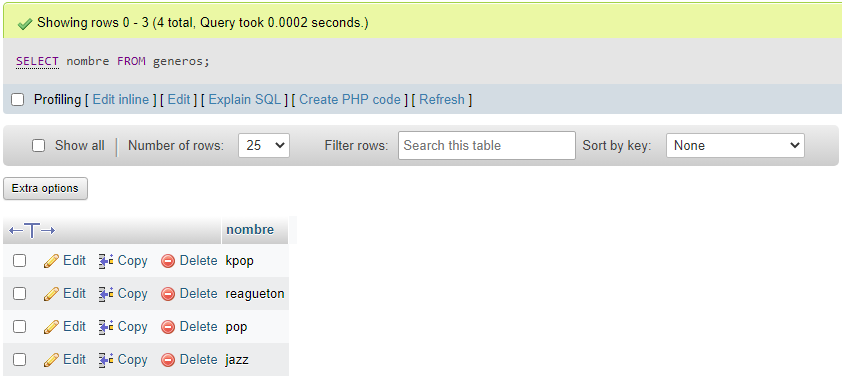 Showing rows 0 - 3 (4 total, Query took 0.0002 seconds.)
SELECT nombre FROM generos;
Profiling [ Edit inline ] [ Edit ] [ Explain SQL ] [ Create PHP code ] [ Refresh ]
Show all Number of rows: 25 Filter rows: Search this table Sort by key: None
Extra options
nombre
Edit Copy Delete kpop
Edit Copy Delete reagueton
Edit Copy Delete pop
Edit Copy Delete jazz